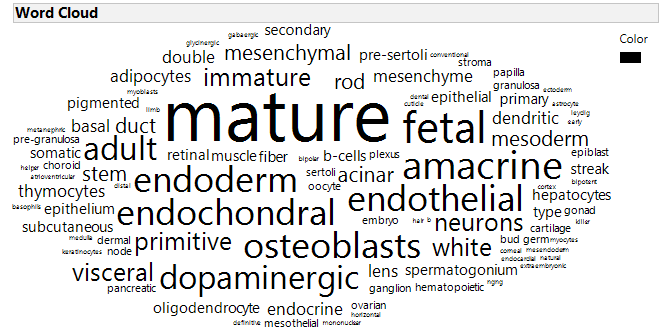 Word Cloud
Color
secondary
gabaergic
glycinergic
double mesenchymal pre-sertoli conventional
stroma
adipocytes immature rod mesenchyme papilla
granulosa
ectoderm
myoblasts
pigmented limb
mature
dental epithelial primary astrocyte
cuticle
fetal dendritic leydig
early
metanephric basal duct
pre-granulosa
mesoderm
somatic adult retinal muscle fiber bipolar b-cells plexus epiblast
helper choroid
amacrine streak
atrioventricular
stem endoderm sertoli acinar
bipotent
thymocytes distal
oocyte
endothelial cortex hepatocytes
basophils epithelium
endochondral embryo hair b
type gonad
neurons killer
subcutaneous
cartilage
medulla dermal primitive osteoblasts white bud germ myocytes
keratinocytes node
corneal mesendoderm
endocardial natural
extraembryonic
visceral dopaminergic lens spermatogonium
pancreatic
ganglion hematopoietic ngng
oligodendrocyte endocrine ovarian
horizontal
definitive mesothelial mononuclear